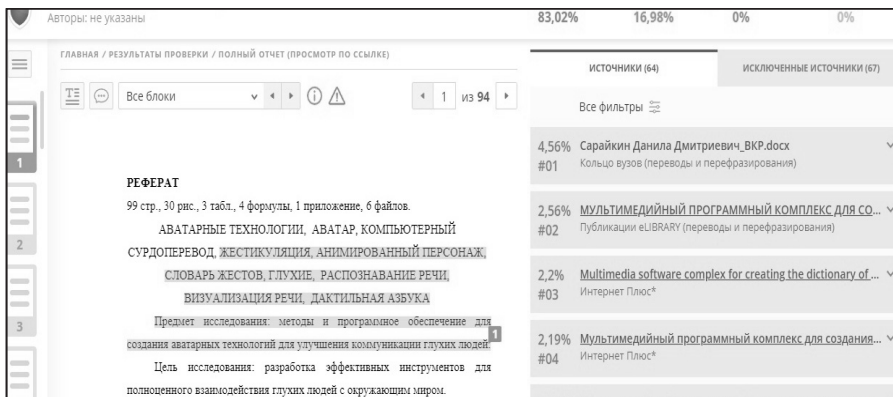 Авторы: не указаны
83,02% 16,98% 0% 0%
ГЛАВНАЯ / РЕЗУЛЬТАТЫ ПРОВЕРКИ / ПОЛНЫЙ ОТЧЕТ (ПРОСМОТР ПО ССЫЛКЕ)
Все блоки
1 из 94
1
2
3
РЕФЕРАТ
99 стр., 30 рис., 3 табл., 4 формулы, 1 приложение, 6 файлов.
АВАТАРНЫЕ ТЕХНОЛОГИИ, АВАТАР, КОМПЬЮТЕРНЫЙ
СУРДОПЕРЕВОД, ЖЕСТИКУЛЯЦИЯ, АНИМИРОВАННЫЙ ПЕРСОНАЖ,
СЛОВАРЬ ЖЕСТОВ, ГЛУХИЕ, РАСПОЗНАВАНИЕ РЕЧИ,
ВИЗУАЛИЗАЦИЯ РЕЧИ, ДАКТИЛЬНАЯ АЗБУКА
Предмет исследования: методы и программное обеспечение для
создания аватарных технологий для улучшения коммуникации глухих людей.
1
Цель исследования: разработка эффективных инструментов для
полноценного взаимодействия глухих людей с окружающим миром.
ИСТОЧНИКИ (64)
ИСКЛЮЧЕННЫЕ ИСТОЧНИКИ (67)
Все фильтры
4,56% Сарайкин Данила Дмитриевич_ВКР.docx
#01 Кольцо вузов (переводы и перефразирования)
2,56% МУЛЬТИМЕДИЙНЫЙ ПРОГРАММНЫЙ КОМПЛЕКС ДЛЯ СО...
#02 Публикации eLIBRARY (переводы и перефразирования)
2,2% Multimedia software complex for creating the dictionary of ...
#03 Интернет Плюс*
2,19% Мультимедийный программный комплекс для создания...
#04 Интернет Плюс*